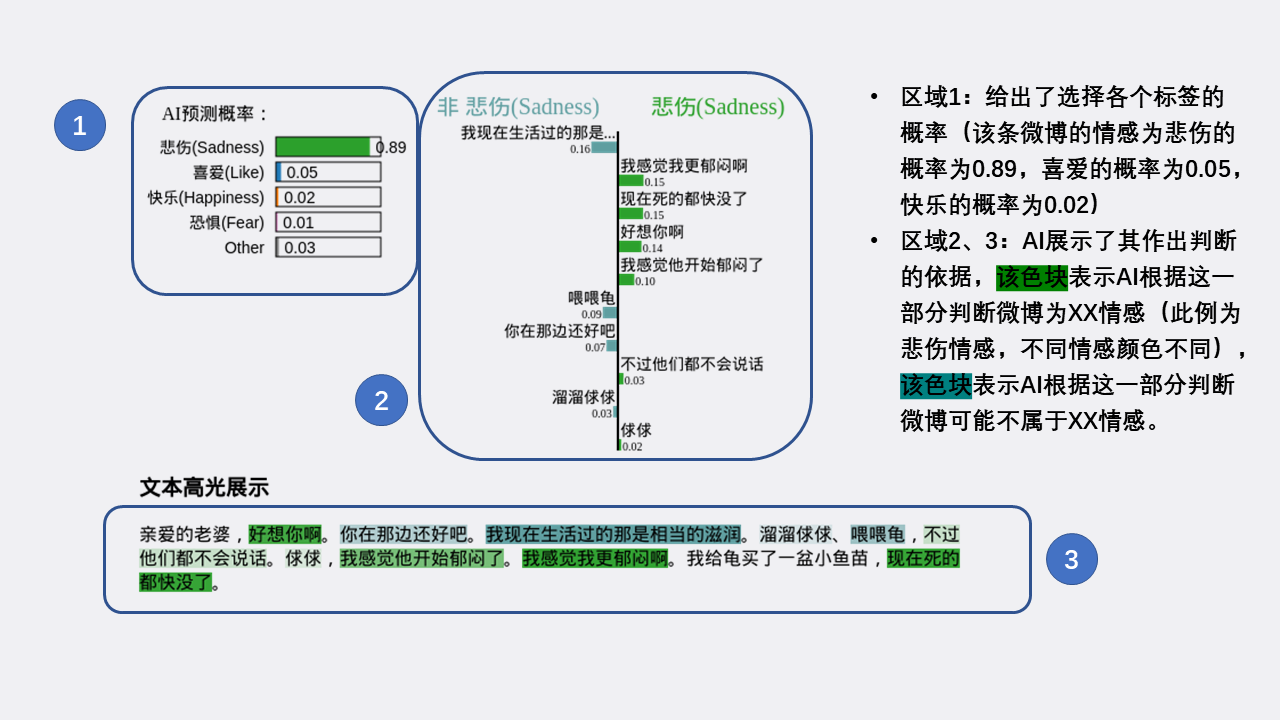 1
AI预测概率：
悲伤(Sadness) 0.89
喜爱(Like) 0.05
快乐(Happiness) 0.02
恐惧(Fear) 0.01
Other 0.03
2
非 悲伤(Sadness) 悲伤(Sadness)
我现在生活过的那是...
0.16
我感觉我更郁闷啊
0.15
现在死的都快没了
0.15
好想你啊
0.14
我感觉他开始郁闷了
0.10
喂喂龟
0.09
你在那边还好吧
0.07
不过他们都不会说话
0.03
溜溜俅俅
0.03
俅俅
0.02
• 区域1：给出了选择各个标签的
概率（该条微博的情感为悲伤的
概率为0.89，喜爱的概率为0.05，
快乐的概率为0.02）
• 区域2、3：AI展示了其作出判断
的依据，该色块表示AI根据这一
部分判断微博为XX情感（此例为
悲伤情感，不同情感颜色不同），
该色块表示AI根据这一部分判断
微博可能不属于XX情感。
文本高光展示
亲爱的老婆，好想你啊。你在那边还好吧。我现在生活过的那是相当的滋润。溜溜俅俅、喂喂龟，不过
他们都不会说话。俅俅，我感觉他开始郁闷了。我感觉我更郁闷啊。我给龟买了一盆小鱼苗，现在死的
都快没了。
3